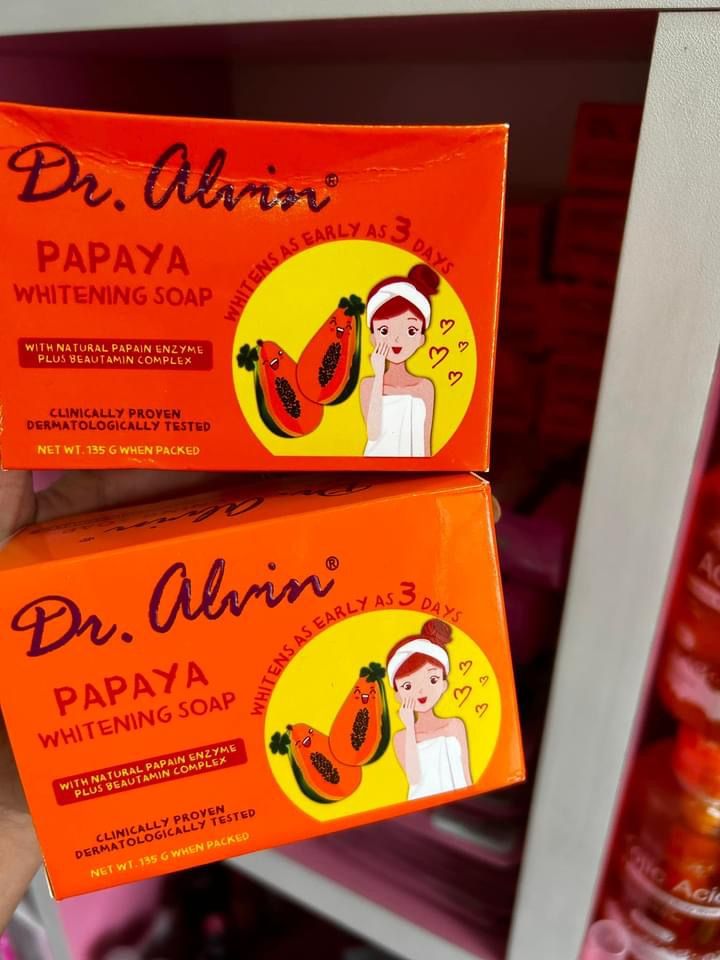 Dr. Alvin®
PAPAYA
WHITENING SOAP
WHITENS AS EARLY AS 3 DAYS
WITH NATURAL PAPAIN ENZYME
PLUS BEAUTAMIN COMPLEX
CLINICALLY PROVEN
DERMATOLOGICALLY TESTED
NET WT. 135 G WHEN PACKED
Dr. Alvin®
Dr. Alvin®
PAPAYA
WHITENING SOAP
WHITENS AS EARLY AS 3 DAYS
WITH NATURAL PAPAIN ENZYME
PLUS BEAUTAMIN COMPLEX
CLINICALLY PROVEN
DERMATOLOGICALLY TESTED
NET WT. 135 G WHEN PACKED